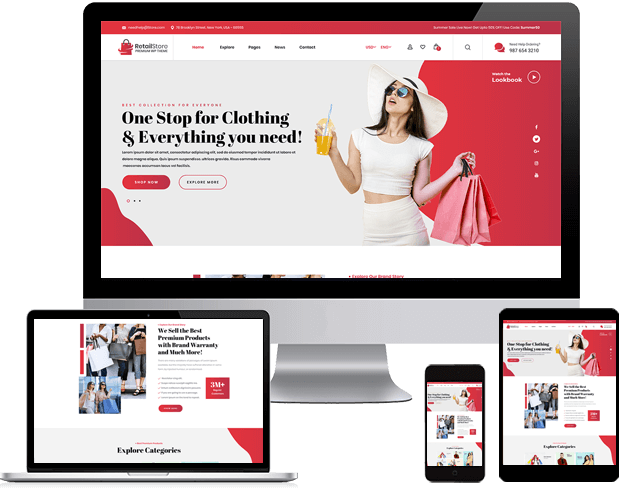 needhelp@store.com 78 Brooklyn Street, New York, USA - 60555 Summer Sale Live Now! Get Upto 50% OFF Use Code: Summer50
RetailStore
PREMIUM WP THEME
Home Explore Pages News Contact
USD ENG
Need Help Ordering?
987 654 3210
Watch the
Lookbook
BEST COLLECTION FOR EVERYONE
One Stop for Clothing
& Everything you need!
Lorem ipsum dolor sit amet, consectetur adipiscing elit, sed do eiusmod tempor incididunt ut labore et
dolore magna aliqua. Quis ipsum suspendisse. ultrices gravida. Risus commodo viverra
maecenas accumsan lacus vel facilisis.
SHOP NOW
EXPLORE MORE
Explore Our Brand Story
We Sell the Best
Premium Products
with Brand Warranty
and Much More!
3M+
Explore Categories
One Stop for Clothing
& Everything you need!
We Sell the Best
Premium Products
with Brand Warranty
and Much More!
Explore Categories